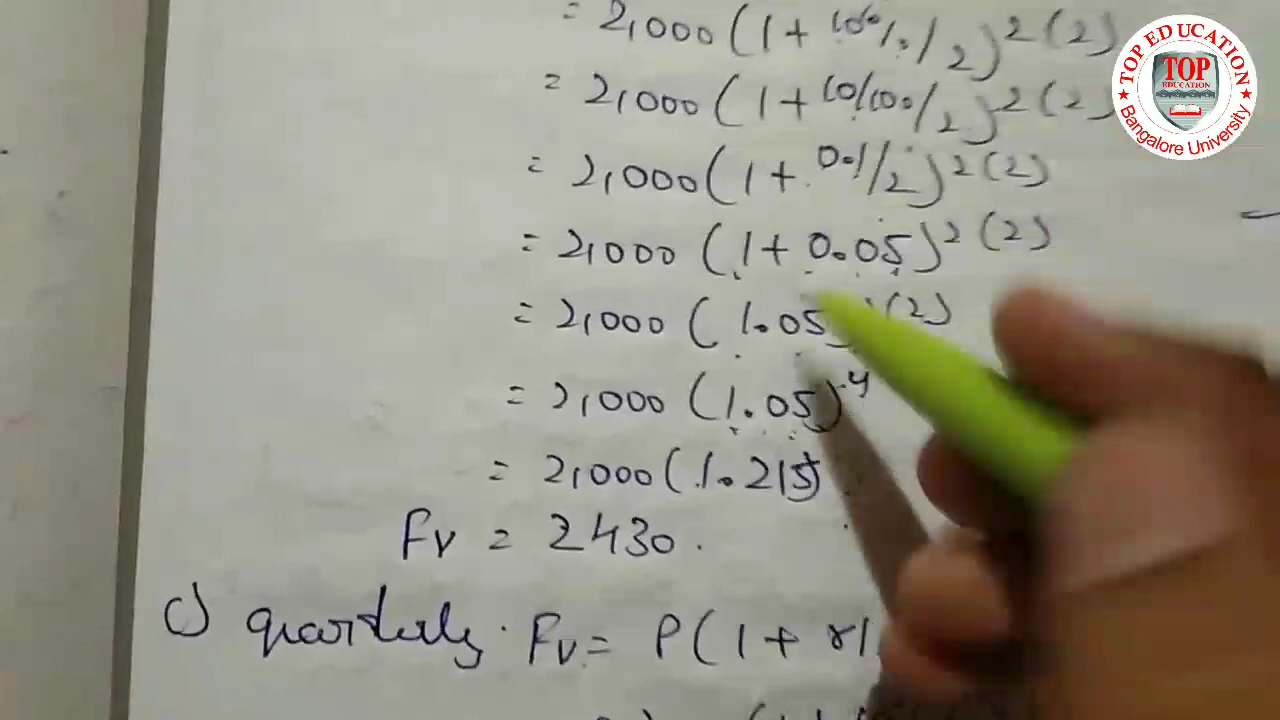 = 2,000 (1 + 10%/2)^2(2)
= 2,000 (1 + 10/100/2)^2(2)
= 2,000 (1 + 0.1/2)^2(2)
= 2,000 (1 + 0.05)^2(2)
= 2,000 (1.05) (2)
= 2,000 (1.05)^4
= 2,000 (1.215)
Fv = 2430.
c) quarterly. Fv = P(1 + r/
TOP EDUCATION
TOP
EDUCATION
Bangalore University